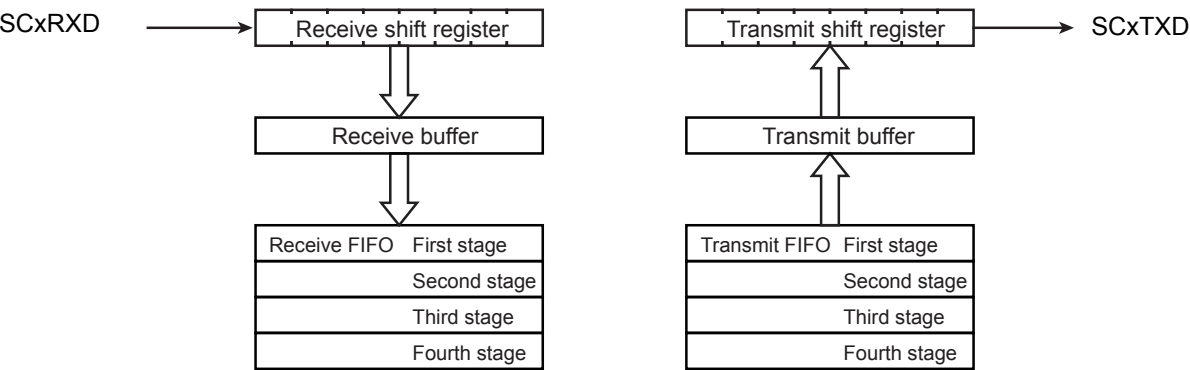 SCxRXD
Receive shift register
Receive buffer
Receive FIFO First stage
Second stage
Third stage
Fourth stage
Transmit shift register
SCxTXD
Transmit buffer
Transmit FIFO First stage
Second stage
Third stage
Fourth stage